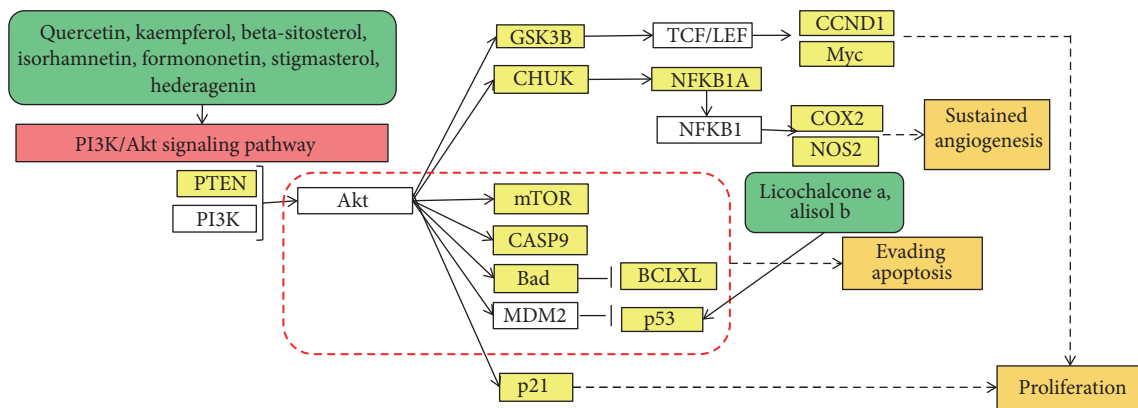 Quercetin, kaempferol, beta-sitosterol,
isorhamnetin, formononetin, stigmasterol,
hederagenin
PI3K/Akt signaling pathway
PTEN
PI3K
Akt
GSK3B
TCF/LEF
CCND1
Myc
CHUK
NFKB1A
NFKB1
COX2
NOS2
Sustained
angiogenesis
mTOR
CASP9
Bad
BCLXL
MDM2
p53
Licochalcone a,
alisol b
Evading
apoptosis
p21
Proliferation